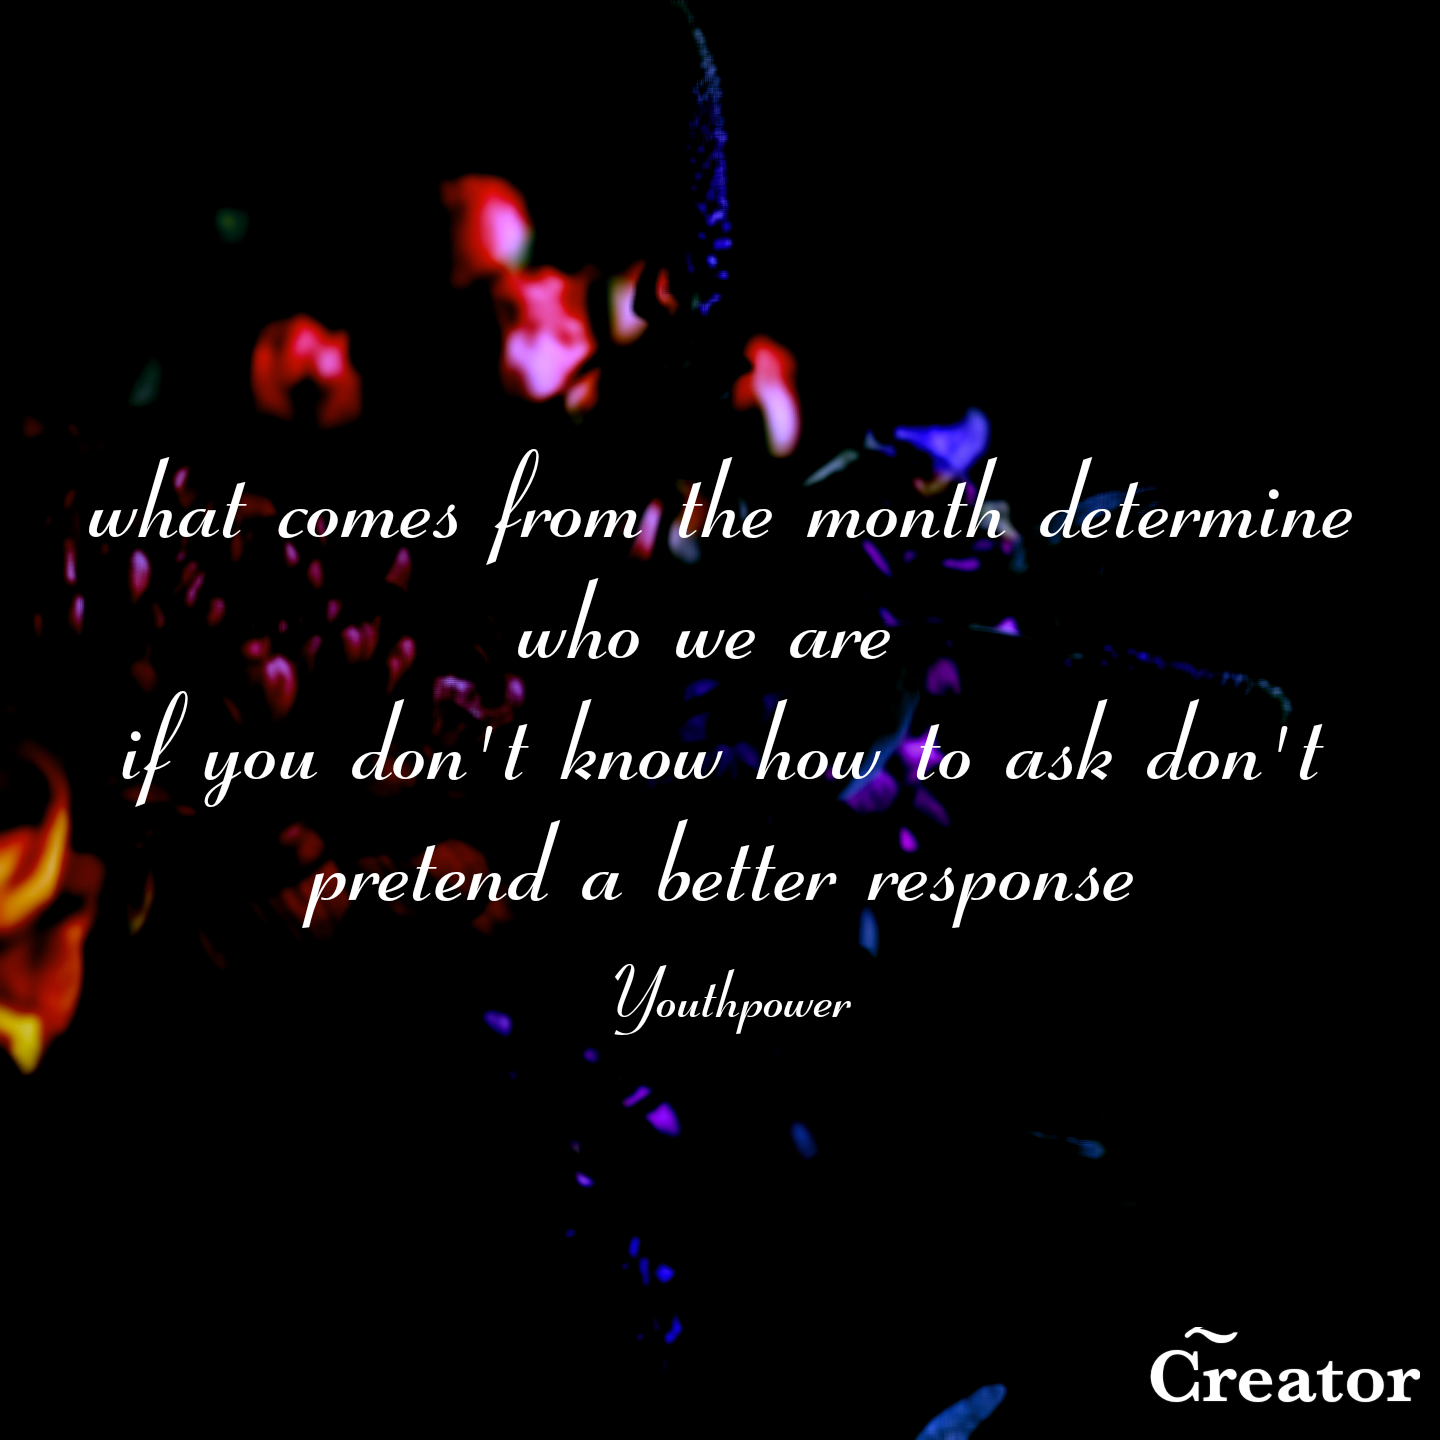 what comes from the month determine
who we are
if you don't know how to ask don't
pretend a better response
Youthpower
C̃reator